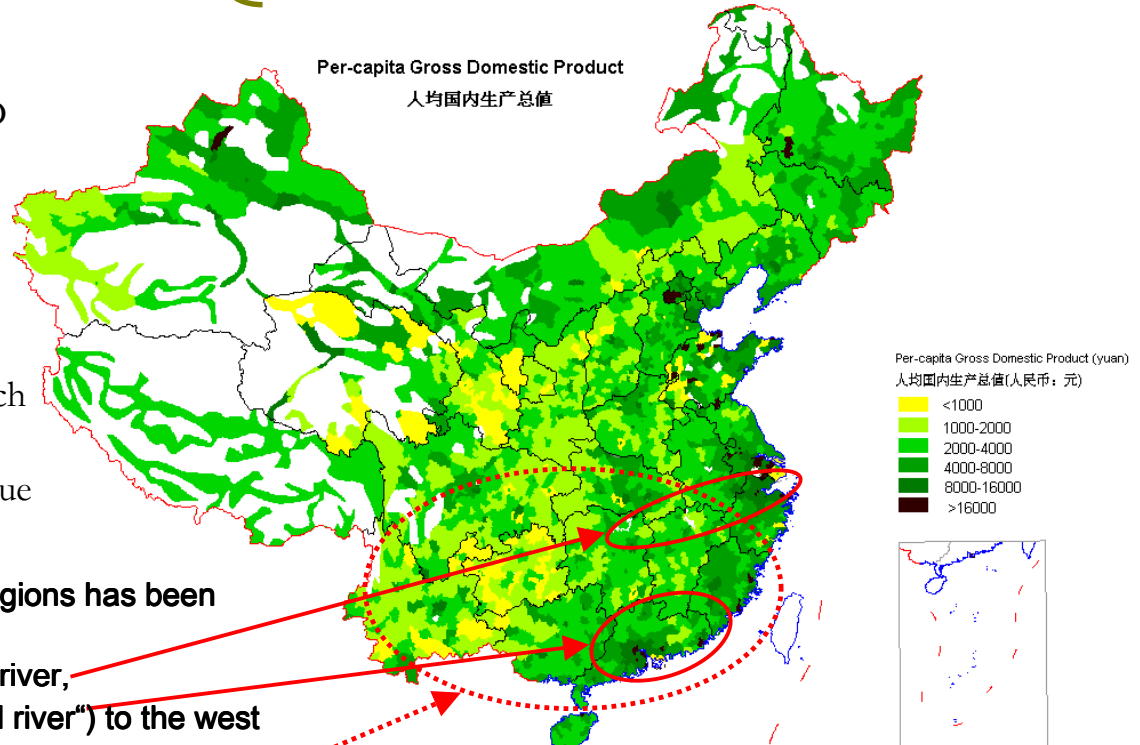 Per-capita Gross Domestic Product
人均国内生产总值
ch
ue
Per-capita Gross Domestic Product (yuan)
人均国内生产总值(人民币：元)
<1000
1000-2000
2000-4000
4000-8000
8000-16000
>16000
gions has been
river,
l river“) to the west